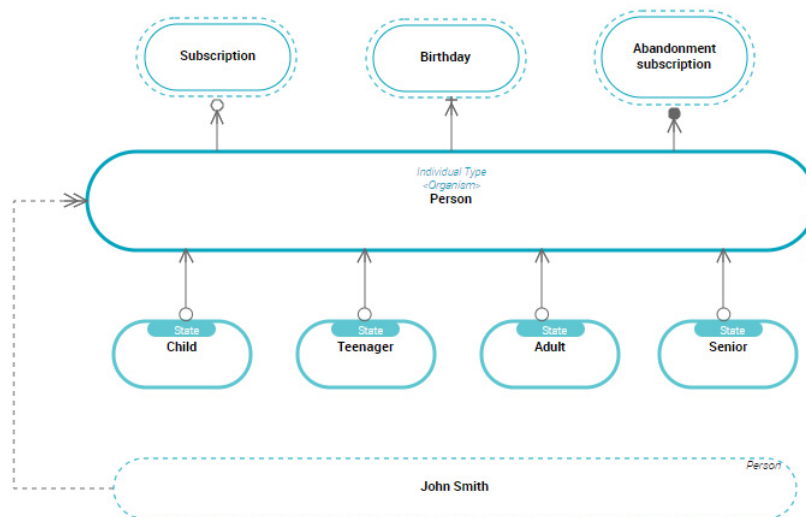 Subscription
Birthday
Abandonment
subscription
Individual Type
<Organism>
Person
State
Child
State
Teenager
State
Adult
State
Senior
Person
John Smith